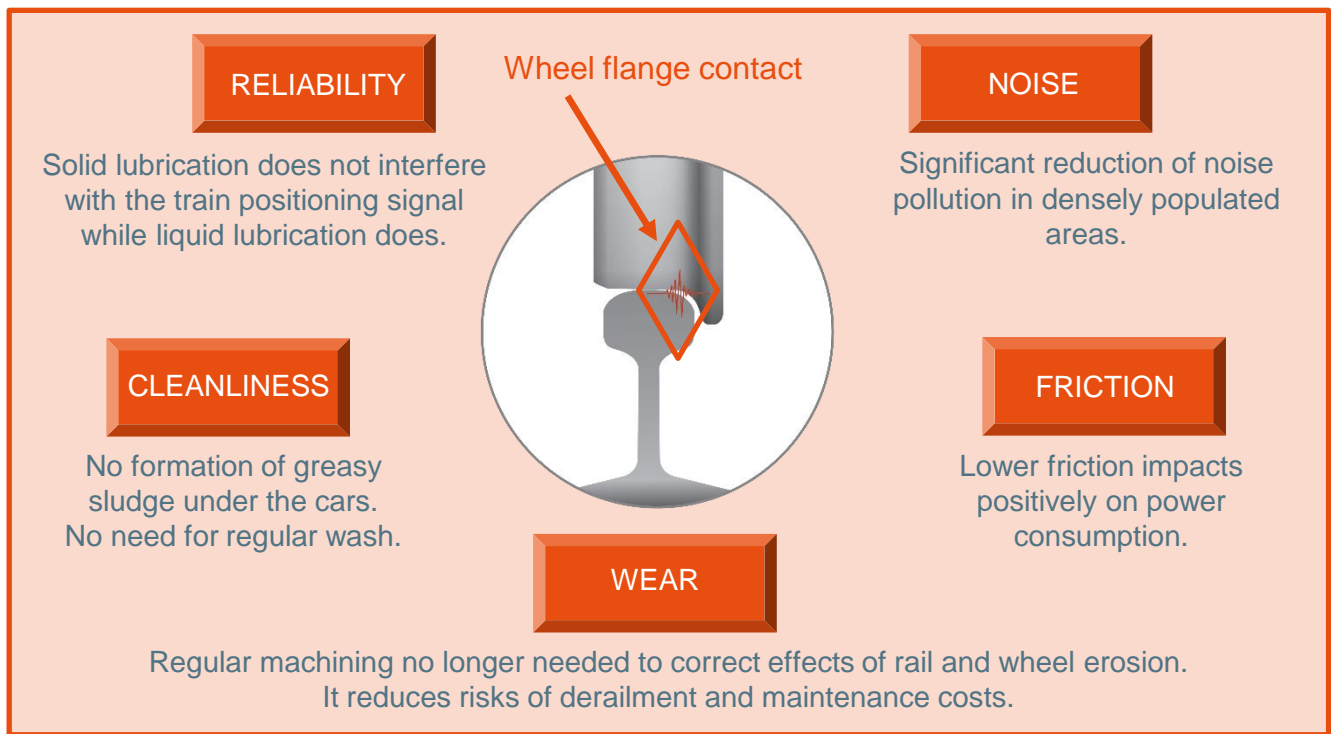 Wheel flange contact
RELIABILITY
Solid lubrication does not interfere
with the train positioning signal
while liquid lubrication does.
NOISE
Significant reduction of noise
pollution in densely populated
areas.
CLEANLINESS
No formation of greasy
sludge under the cars.
No need for regular wash.
FRICTION
Lower friction impacts
positively on power
consumption.
WEAR
Regular machining no longer needed to correct effects of rail and wheel erosion.
It reduces risks of derailment and maintenance costs.